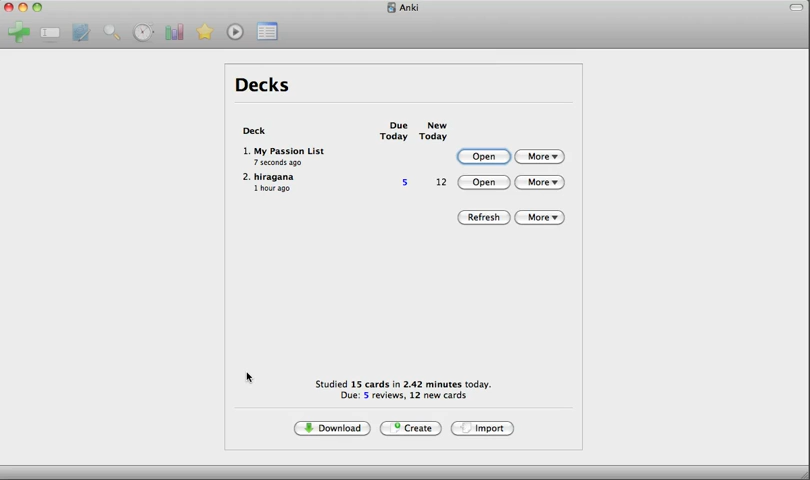 Anki
Decks
Deck Due Today New Today
1. My Passion List Open More
7 seconds ago
2. hiragana 5 12 Open More
1 hour ago
Refresh More
Studied 15 cards in 2.42 minutes today.
Due: 5 reviews, 12 new cards
Download Create Import